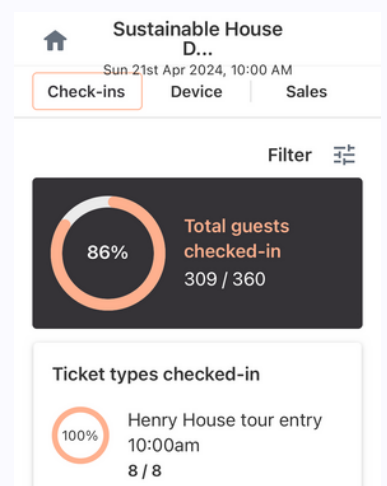 Sustainable House
D...
Sun 21st Apr 2024, 10:00 AM
Check-ins Device Sales
Filter
86%
Total guests
checked-in
309 / 360
Ticket types checked-in
100%
Henry House tour entry
10:00am
8 / 8